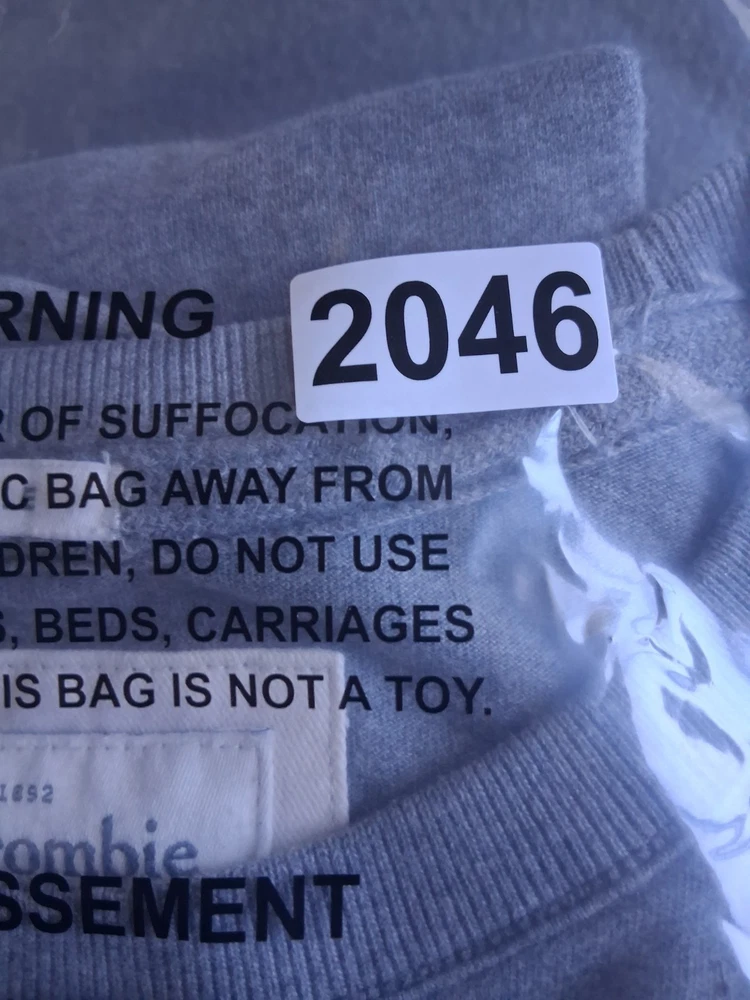 2046
RNING
R OF SUFFOCATION,
C BAG AWAY FROM
DREN, DO NOT USE
S, BEDS, CARRIAGES
IS BAG IS NOT A TOY.
1892
ombie
SSEMENT